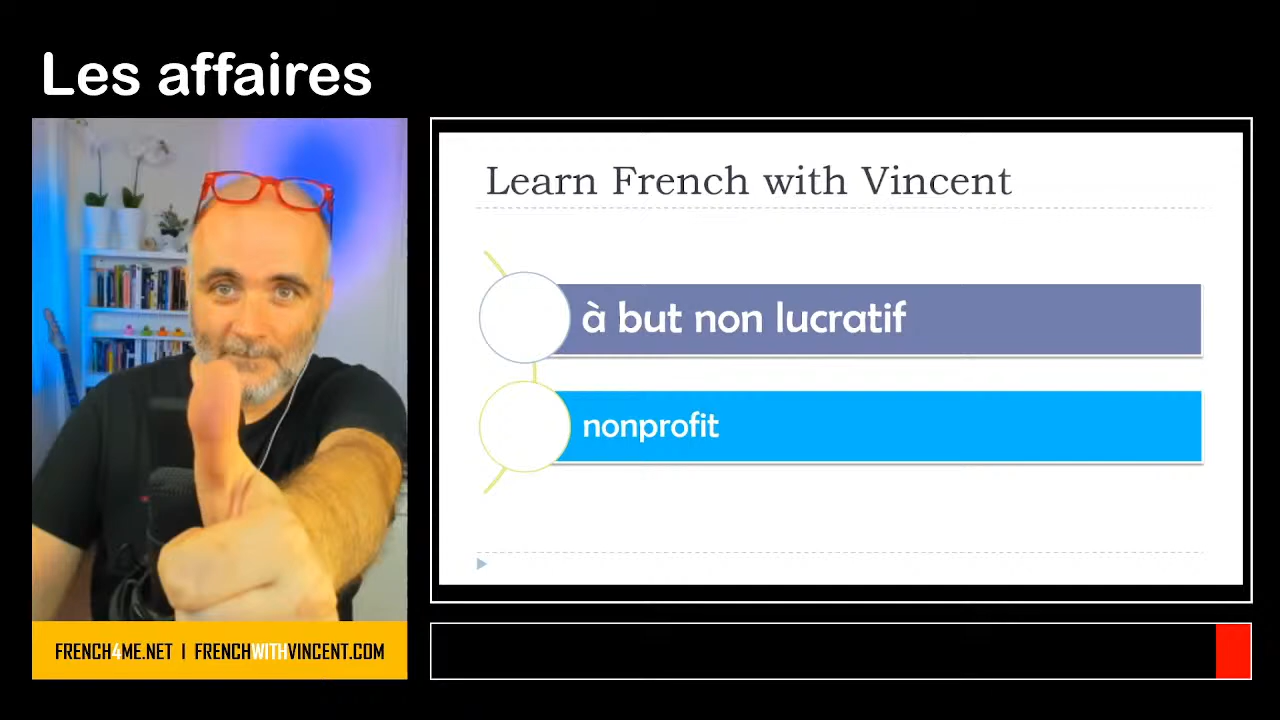 Les affaires
Learn French with Vincent
à but non lucratif
nonprofit
FRENCH4ME.NET I FRENCHWITHVINCENT.COM